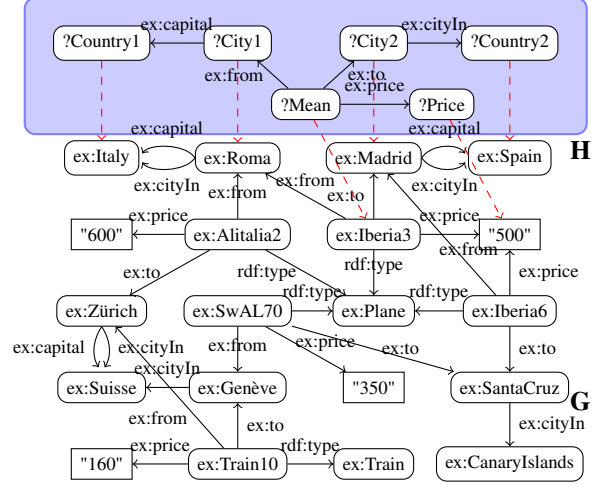 ex:capital ex:cityIn
?Country1 ?City1 ?City2 ?Country2
ex:from ex:to
ex:price
?Mean ?Price
ex:capital ex:capital
H
ex:Italy ex:Roma ex:Madrid ex:Spain
ex:cityIn ex:from ex:cityIn
ex:from ex:to
ex:price ex:price
"600" ex:Alitalia2 ex:Iberia3 "500"
ex:from
ex:to rdf:type rdf:type ex:price
rdf:type rdf:type
ex:Zürich ex:SwAL70 ex:Plane ex:Iberia6
ex:capital ex:cityIn ex:from ex:price ex:to ex:to
ex:cityIn
ex:Suisse ex:Genève "350" ex:SantaCruz
G
ex:from ex:to ex:cityIn
ex:price rdf:type
"160" ex:Train10 ex:Train ex:CanaryIslands